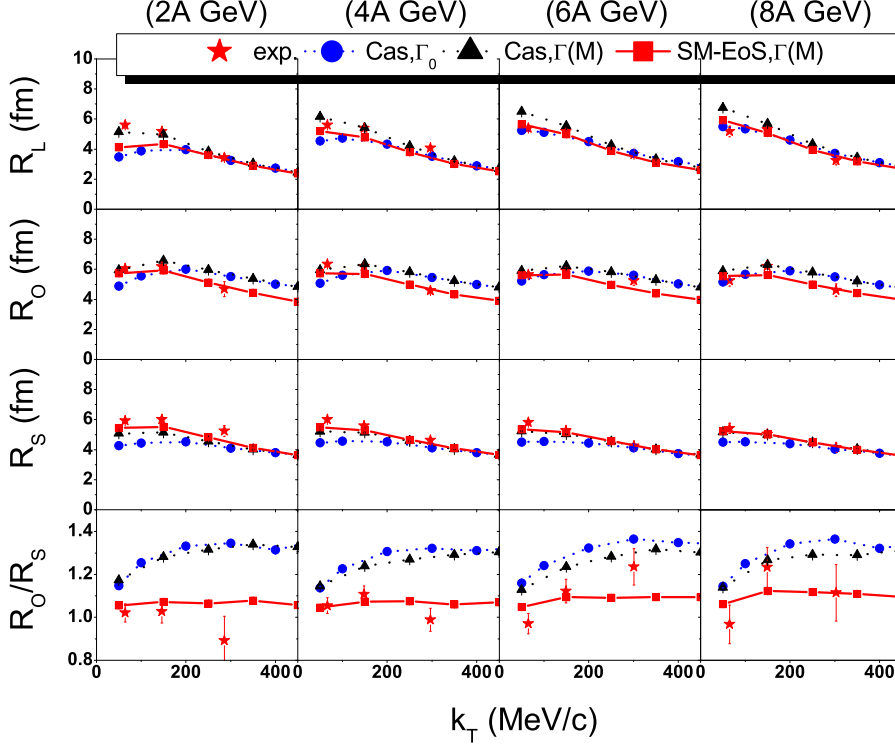 (2A GeV) (4A GeV) (6A GeV) (8A GeV)
exp. Cas,Γ₀ Cas,Γ(M) SM-EoS,Γ(M)
10
8
6
4
2
0
R_L (fm)
8
6
4
2
0
R_O (fm)
8
6
4
2
0
R_S (fm)
1.4
1.2
1.0
0.8
R_O/R_S
0 200 400 200 400 200 400 200 400
k_T (MeV/c)